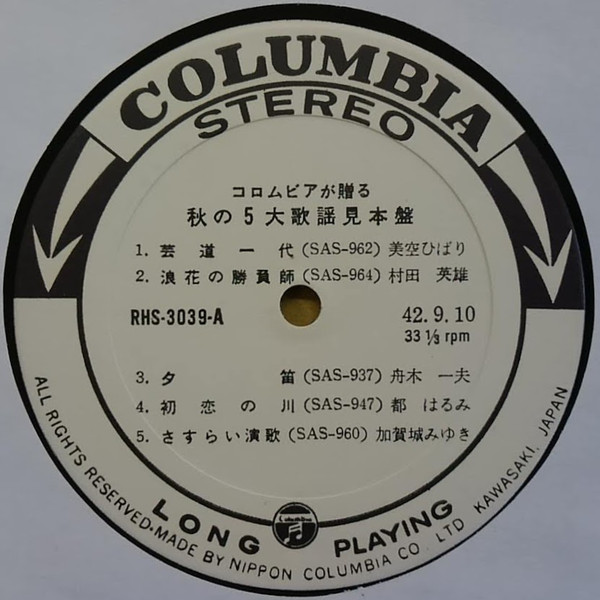 COLUMBIA
STEREO
コロムビアが贈る
秋の5大歌謡見本盤
1. 芸道一代 (SAS-962) 美空ひばり
2. 浪花の勝負師 (SAS-964) 村田 英雄
RHS-3039-A
42.9.10
33 1/3 rpm
3. 夕笛 (SAS-937) 舟木 一夫
4. 初恋の川 (SAS-947) 都 はるみ
5. さすらい演歌 (SAS-960) 加賀城みゆき
LONG PLAYING
ALL RIGHTS RESERVED·MADE BY NIPPON COLUMBIA CO. LTD KAWASAKI. JAPAN